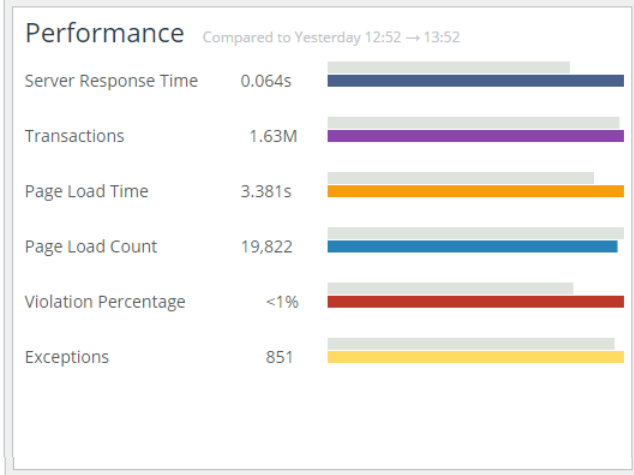 Performance Compared to Yesterday 12:52 → 13:52
Server Response Time 0.064s
Transactions 1.63M
Page Load Time 3.381s
Page Load Count 19,822
Violation Percentage <1%
Exceptions 851